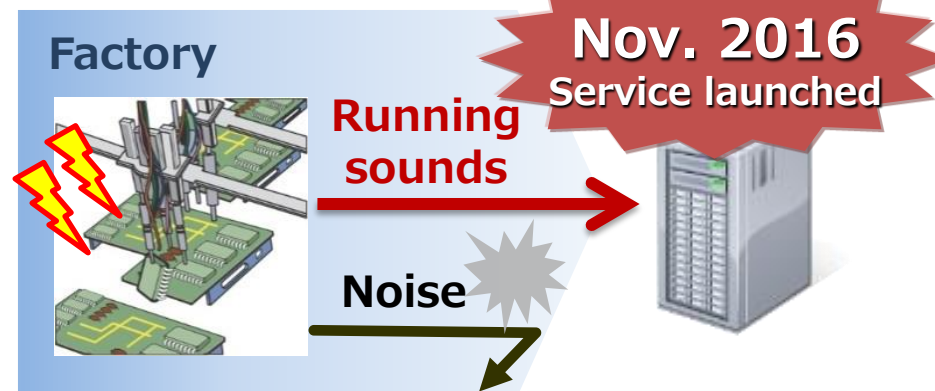 Factory
Nov. 2016
Service launched
Running
sounds
Noise